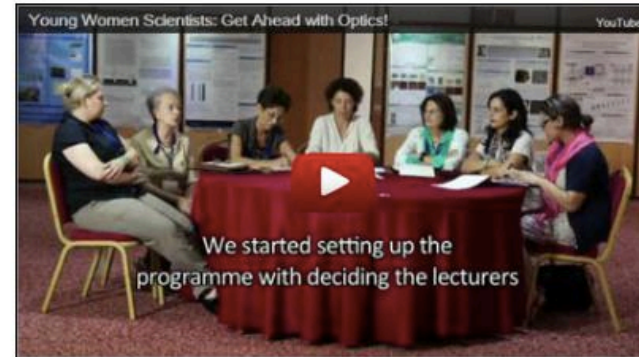 Young Women Scientists: Get Ahead with Optics!
YouTube
We started setting up the
programme with deciding the lecturers